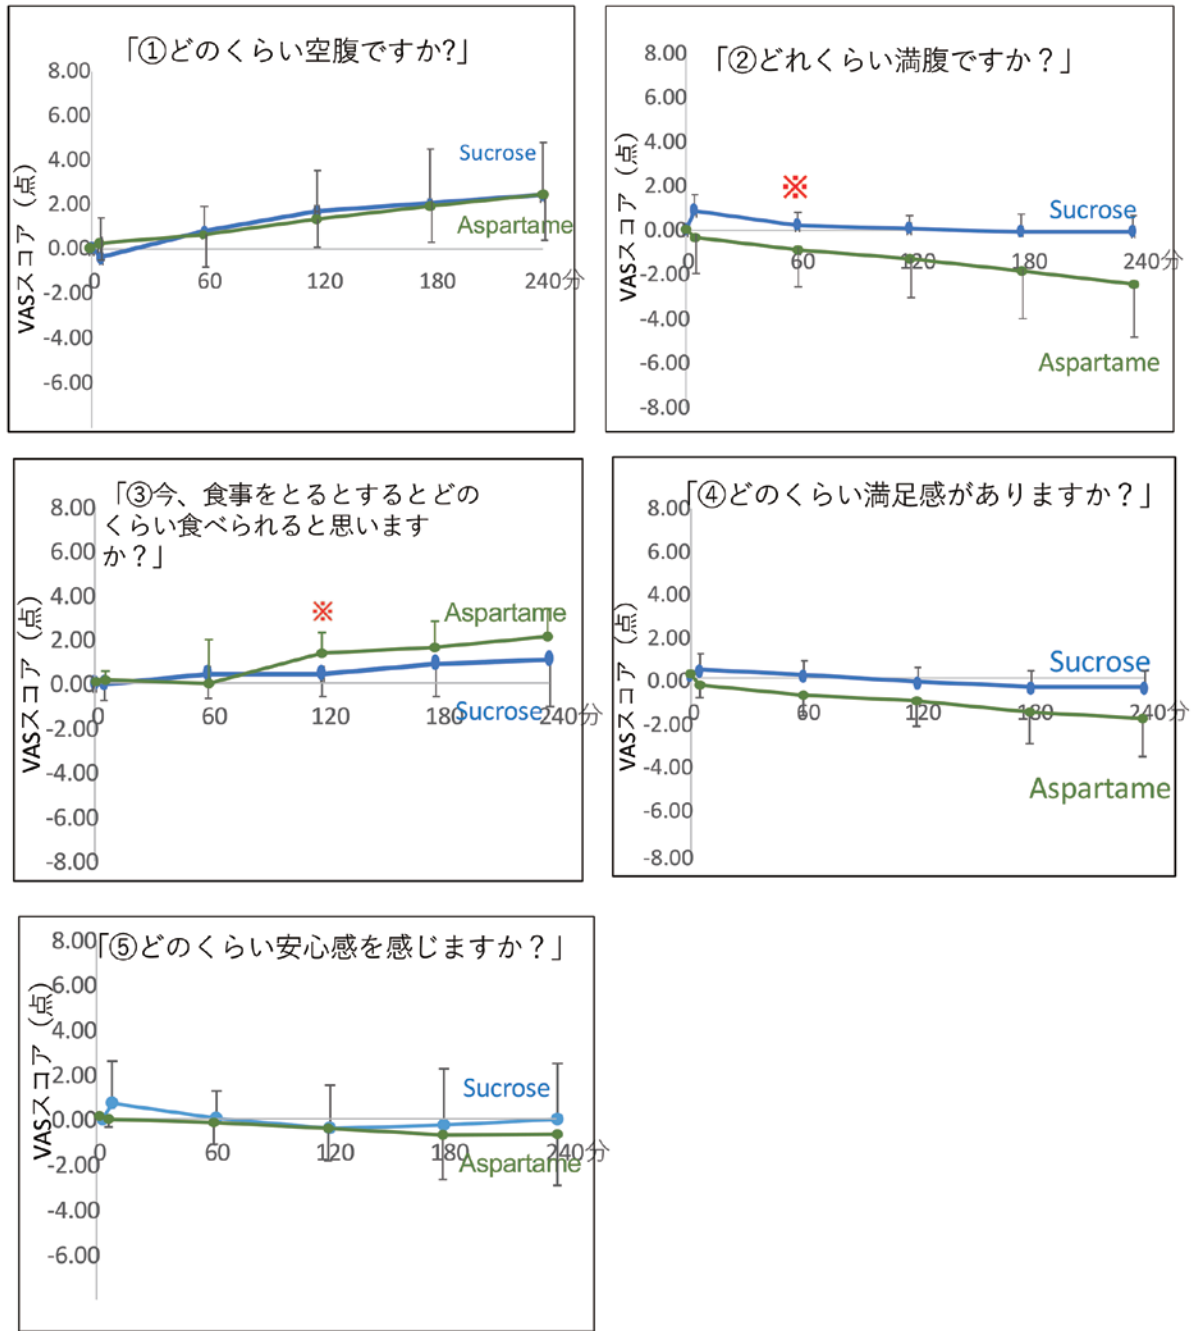 「①どのくらい空腹ですか?」
8.00
6.00
4.00
2.00
0.00
-2.00
-4.00
-6.00
VASスコア（点）
Sucrose
Aspartame
0 60 120 180 240分
「②どれくらい満腹ですか？」
8.00
6.00
4.00
2.00
0.00
-2.00
-4.00
-6.00
-8.00
VASスコア（点）
※
Sucrose
0 60 120 180 240分
Aspartame
「③今、食事をとるとするとどの
くらい食べられると思います
か？」
8.00
6.00
4.00
2.00
0.00
-2.00
-4.00
-6.00
-8.00
VASスコア（点）
※
Aspartame
Sucrose
0 60 120 180 240分
「④どのくらい満足感がありますか？」
8.00
6.00
4.00
2.00
0.00
-2.00
-4.00
-6.00
-8.00
VASスコア（点）
Sucrose
0 60 120 180 240分
Aspartame
「⑤どのくらい安心感を感じますか？」
8.00
6.00
4.00
2.00
0.00
-2.00
-4.00
-6.00
VASスコア（点）
Sucrose
0 60 120 180 240分
Aspartame